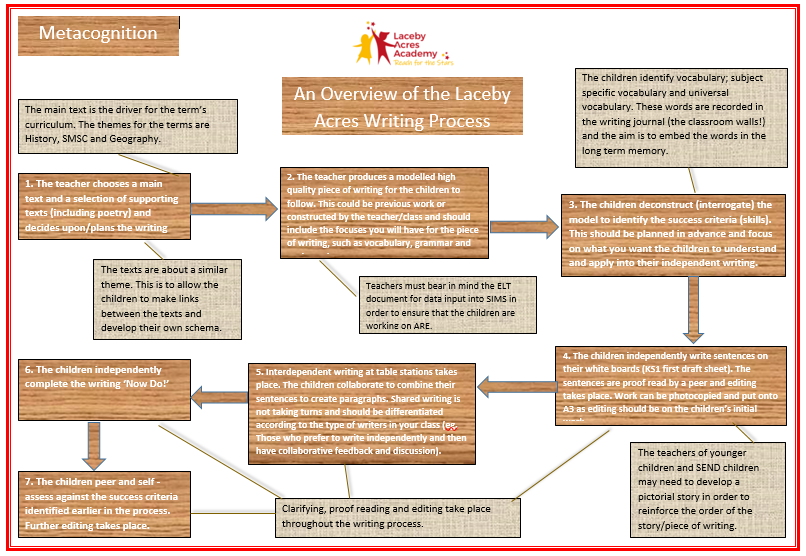 Metacognition
Laceby
Acres
Academy
Reach for the Stars
An Overview of the Laceby
Acres Writing Process
The main text is the driver for the term's
curriculum. The themes for the terms are
History, SMSC and Geography.
The children identify vocabulary; subject
specific vocabulary and universal
vocabulary. These words are recorded in
the writing journal (the classroom walls!)
and the aim is to embed the words in the
long term memory.
1. The teacher chooses a main
text and a selection of supporting
texts (including poetry) and
decides upon/plans the writing
2. The teacher produces a modelled high
quality piece of writing for the children to
follow. This could be previous work or
constructed by the teacher/class and should
include the focuses you will have for the piece
of writing, such as vocabulary, grammar and
3. The children deconstruct (interrogate) the
model to identify the success criteria (skills).
This should be planned in advance and focus
on what you want the children to understand
and apply into their independent writing.
The texts are about a similar
theme. This is to allow the
children to make links
between the texts and
develop their own schema.
Teachers must bear in mind the ELT
document for data input into SIMS in
order to ensure that the children are
working on ARE.
4. The children independently write sentences on
their white boards (KS1 first draft sheet). The
sentences are proof read by a peer and editing
takes place. Work can be photocopied and put onto
A3 as editing should be on the children's initial
5. Interdependent writing at table stations takes
place. The children collaborate to combine their
sentences to create paragraphs. Shared writing is
not taking turns and should be differentiated
according to the type of writers in your class (eg.
Those who prefer to write independently and then
have collaborative feedback and discussion).
6. The children independently
complete the writing 'Now Do!'
7. The children peer and self -
assess against the success criteria
identified earlier in the process.
Further editing takes place.
Clarifying, proof reading and editing take place
throughout the writing process.
The teachers of younger
children and SEND children
may need to develop a
pictorial story in order to
reinforce the order of the
story/piece of writing.